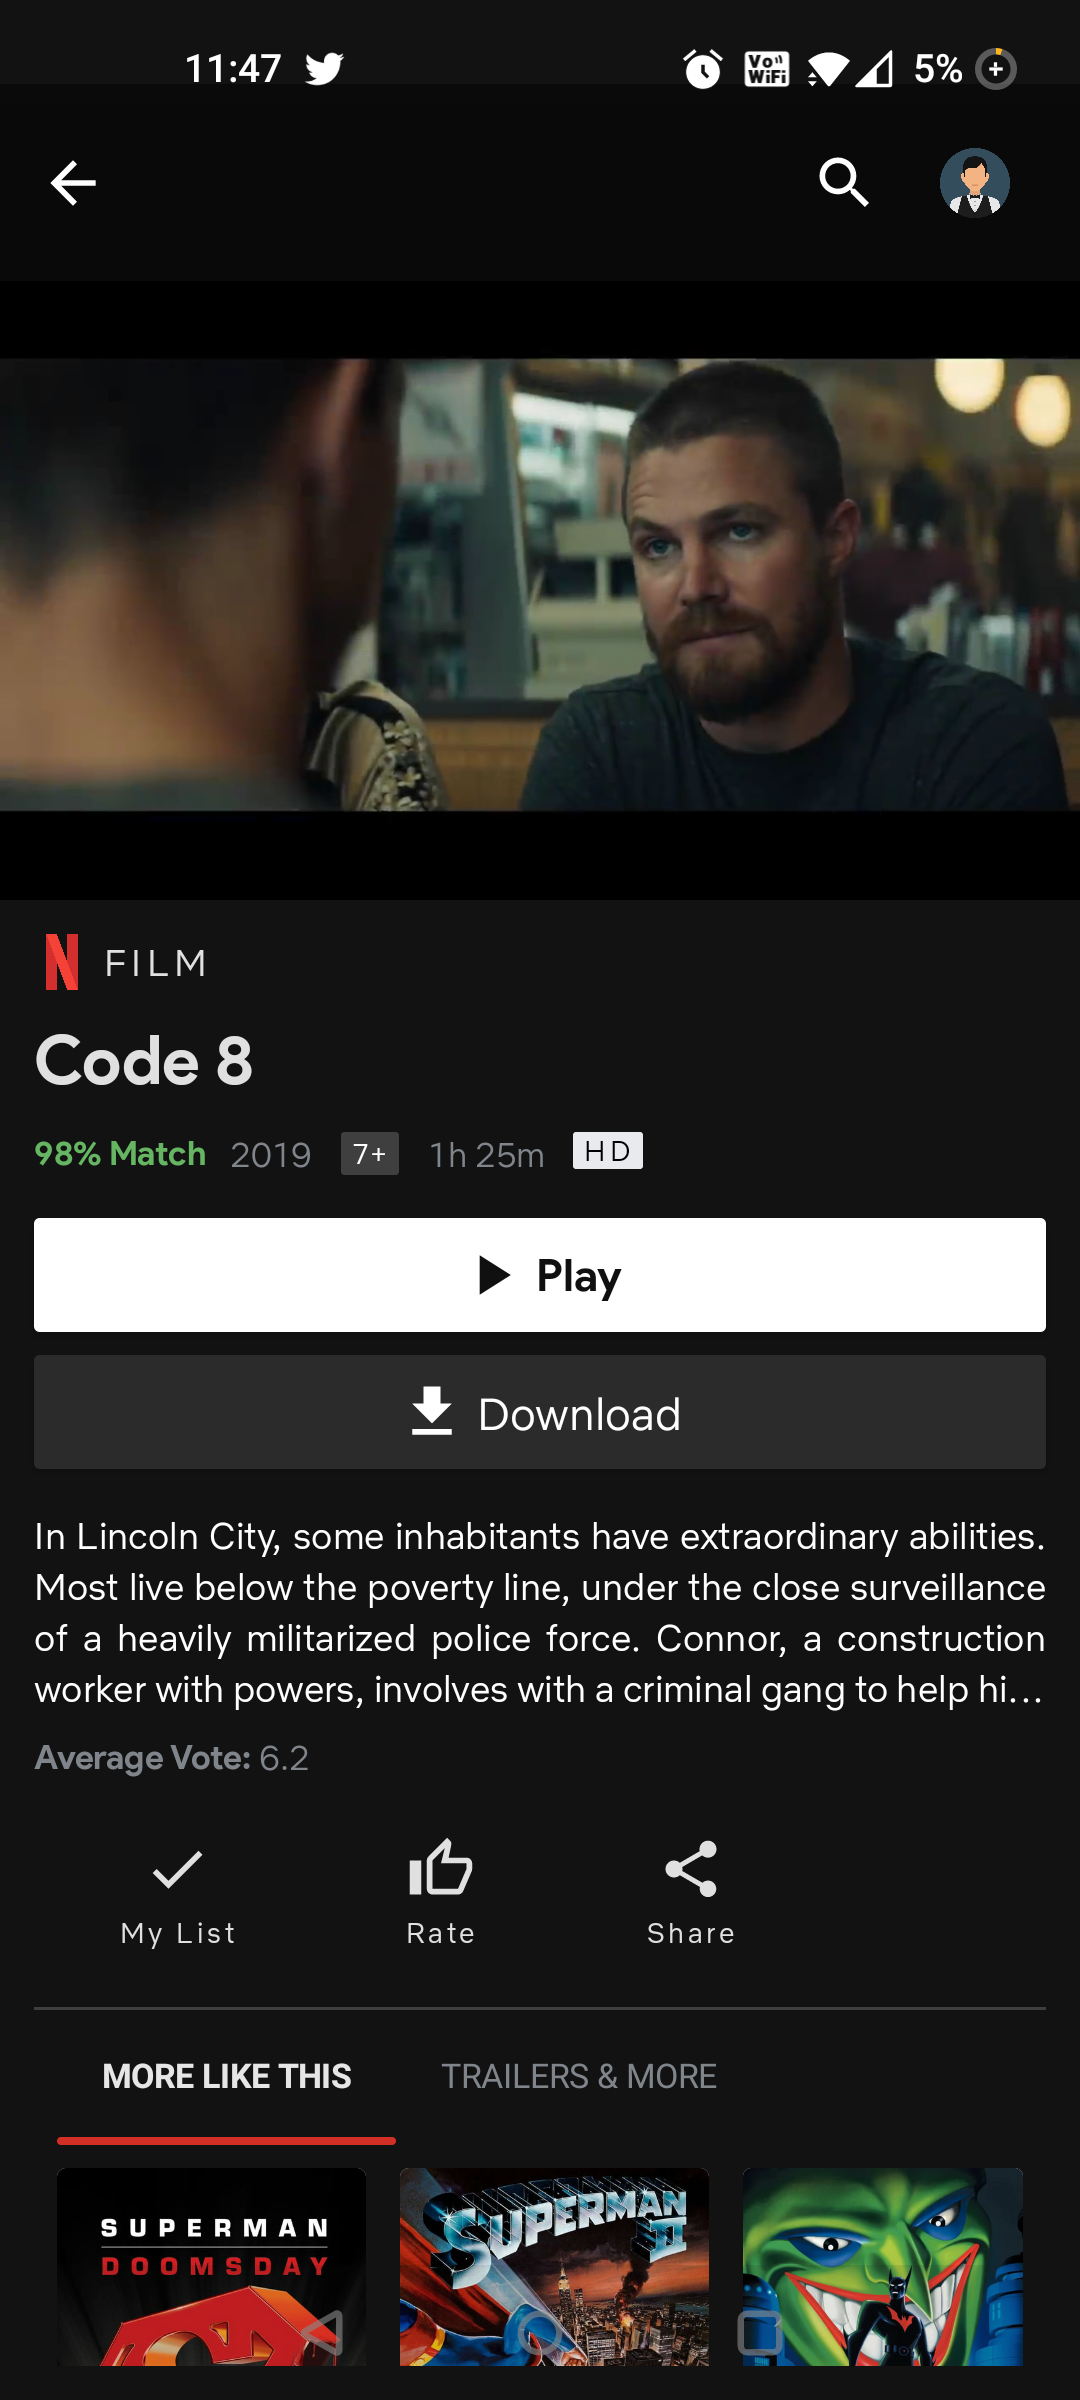 11:47
Vo WiFi
5%
N FILM
Code 8
98% Match 2019 7+ 1h 25m HD
Play
Download
In Lincoln City, some inhabitants have extraordinary abilities.
Most live below the poverty line, under the close surveillance
of a heavily militarized police force. Connor, a construction
worker with powers, involves with a criminal gang to help hi...
Average Vote: 6.2
My List Rate Share
MORE LIKE THIS TRAILERS & MORE
SUPERMAN
DOOMSDAY
SUPERMAN
II